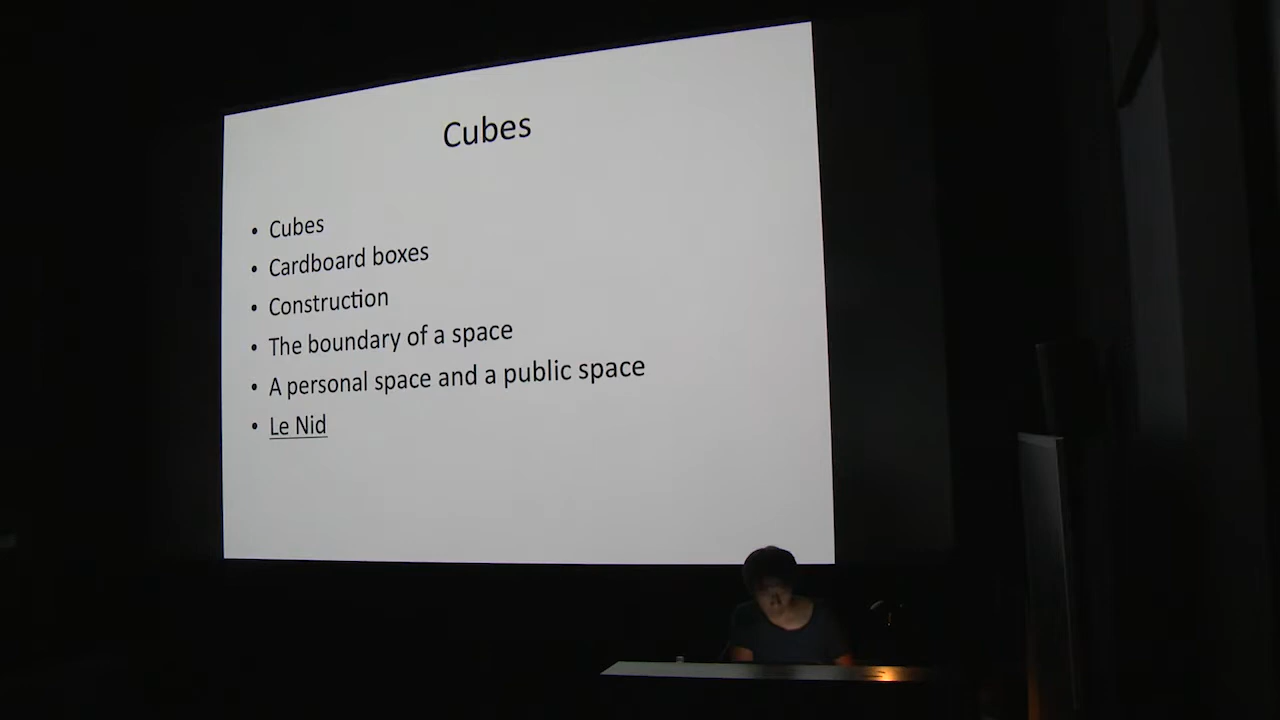 Cubes
• Cubes
• Cardboard boxes
• Construction
• The boundary of a space
• A personal space and a public space
• Le Nid